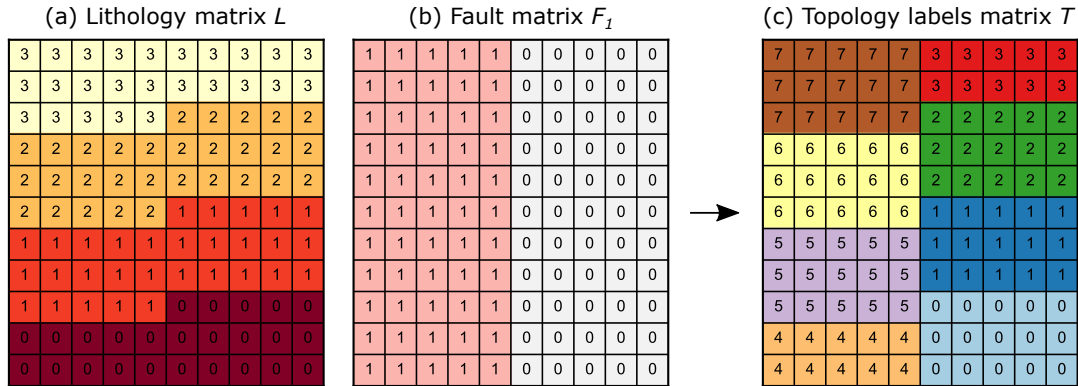 (a) Lithology matrix L (b) Fault matrix F1 (c) Topology labels matrix T
3 3 3 3 3 3 3 3 3 3 1 1 1 1 1 0 0 0 0 0 7 7 7 7 7 3 3 3 3 3
3 3 3 3 3 3 3 3 3 3 1 1 1 1 1 0 0 0 0 0 7 7 7 7 7 3 3 3 3 3
3 3 3 3 3 2 2 2 2 2 1 1 1 1 1 0 0 0 0 0 7 7 7 7 7 2 2 2 2 2
2 2 2 2 2 2 2 2 2 2 1 1 1 1 1 0 0 0 0 0 6 6 6 6 6 2 2 2 2 2
2 2 2 2 2 2 2 2 2 2 1 1 1 1 1 0 0 0 0 0 6 6 6 6 6 2 2 2 2 2
2 2 2 2 2 1 1 1 1 1 1 1 1 1 1 0 0 0 0 0 6 6 6 6 6 1 1 1 1 1
1 1 1 1 1 1 1 1 1 1 1 1 1 1 1 0 0 0 0 0 5 5 5 5 5 1 1 1 1 1
1 1 1 1 1 1 1 1 1 1 1 1 1 1 1 0 0 0 0 0 5 5 5 5 5 1 1 1 1 1
1 1 1 1 1 0 0 0 0 0 1 1 1 1 1 0 0 0 0 0 5 5 5 5 5 0 0 0 0 0
0 0 0 0 0 0 0 0 0 0 1 1 1 1 1 0 0 0 0 0 4 4 4 4 4 0 0 0 0 0
0 0 0 0 0 0 0 0 0 0 1 1 1 1 1 0 0 0 0 0 4 4 4 4 4 0 0 0 0 0